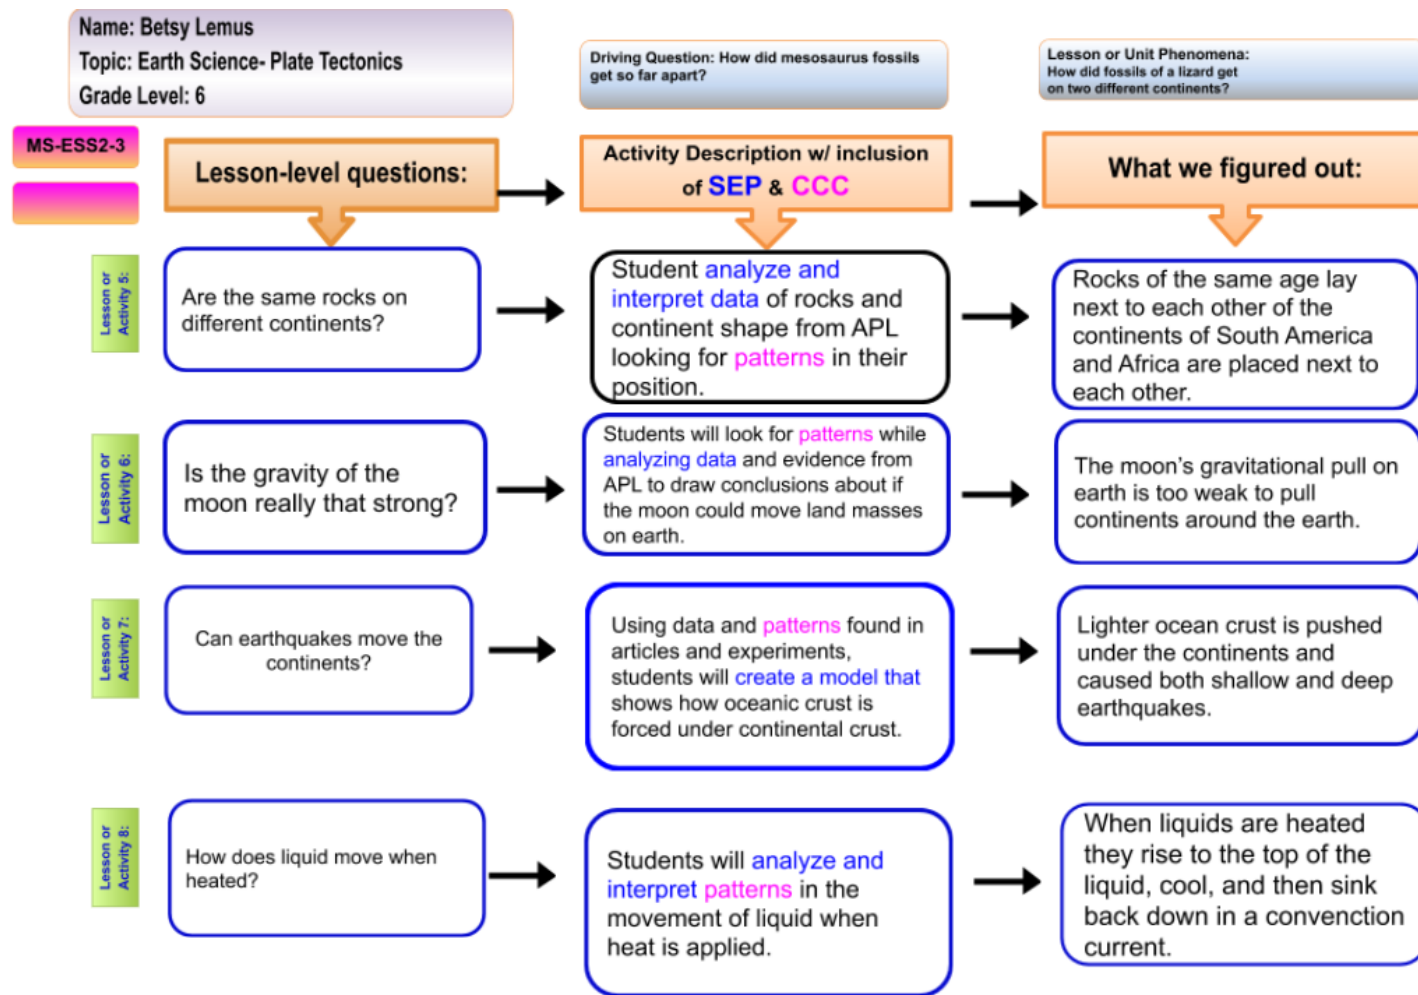 Name: Betsy Lemus
Topic: Earth Science- Plate Tectonics
Grade Level: 6
Driving Question: How did mesosaurus fossils
get so far apart?
Lesson or Unit Phenomena:
How did fossils of a lizard get
on two different continents?
MS-ESS2-3
Lesson-level questions:
Activity Description w/ inclusion
of SEP & CCC
What we figured out:
Lesson or
Activity 5:
Are the same rocks on
different continents?
Student analyze and
interpret data of rocks and
continent shape from APL
looking for patterns in their
position.
Rocks of the same age lay
next to each other of the
continents of South America
and Africa are placed next to
each other.
Lesson or
Activity 6:
Is the gravity of the
moon really that strong?
Students will look for patterns while
analyzing data and evidence from
APL to draw conclusions about if
the moon could move land masses
on earth.
The moon's gravitational pull on
earth is too weak to pull
continents around the earth.
Lesson or
Activity 7:
Can earthquakes move the
continents?
Using data and patterns found in
articles and experiments,
students will create a model that
shows how oceanic crust is
forced under continental crust.
Lighter ocean crust is pushed
under the continents and
caused both shallow and deep
earthquakes.
Lesson or
Activity 8:
How does liquid move when
heated?
Students will analyze and
interpret patterns in the
movement of liquid when
heat is applied.
When liquids are heated
they rise to the top of the
liquid, cool, and then sink
back down in a convenction
current.